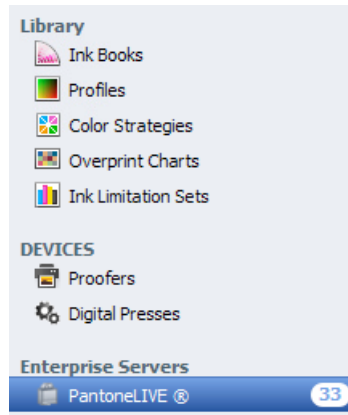 Library
Ink Books
Profiles
Color Strategies
Overprint Charts
Ink Limitation Sets
DEVICES
Proofers
Digital Presses
Enterprise Servers
PantoneLIVE ® 33